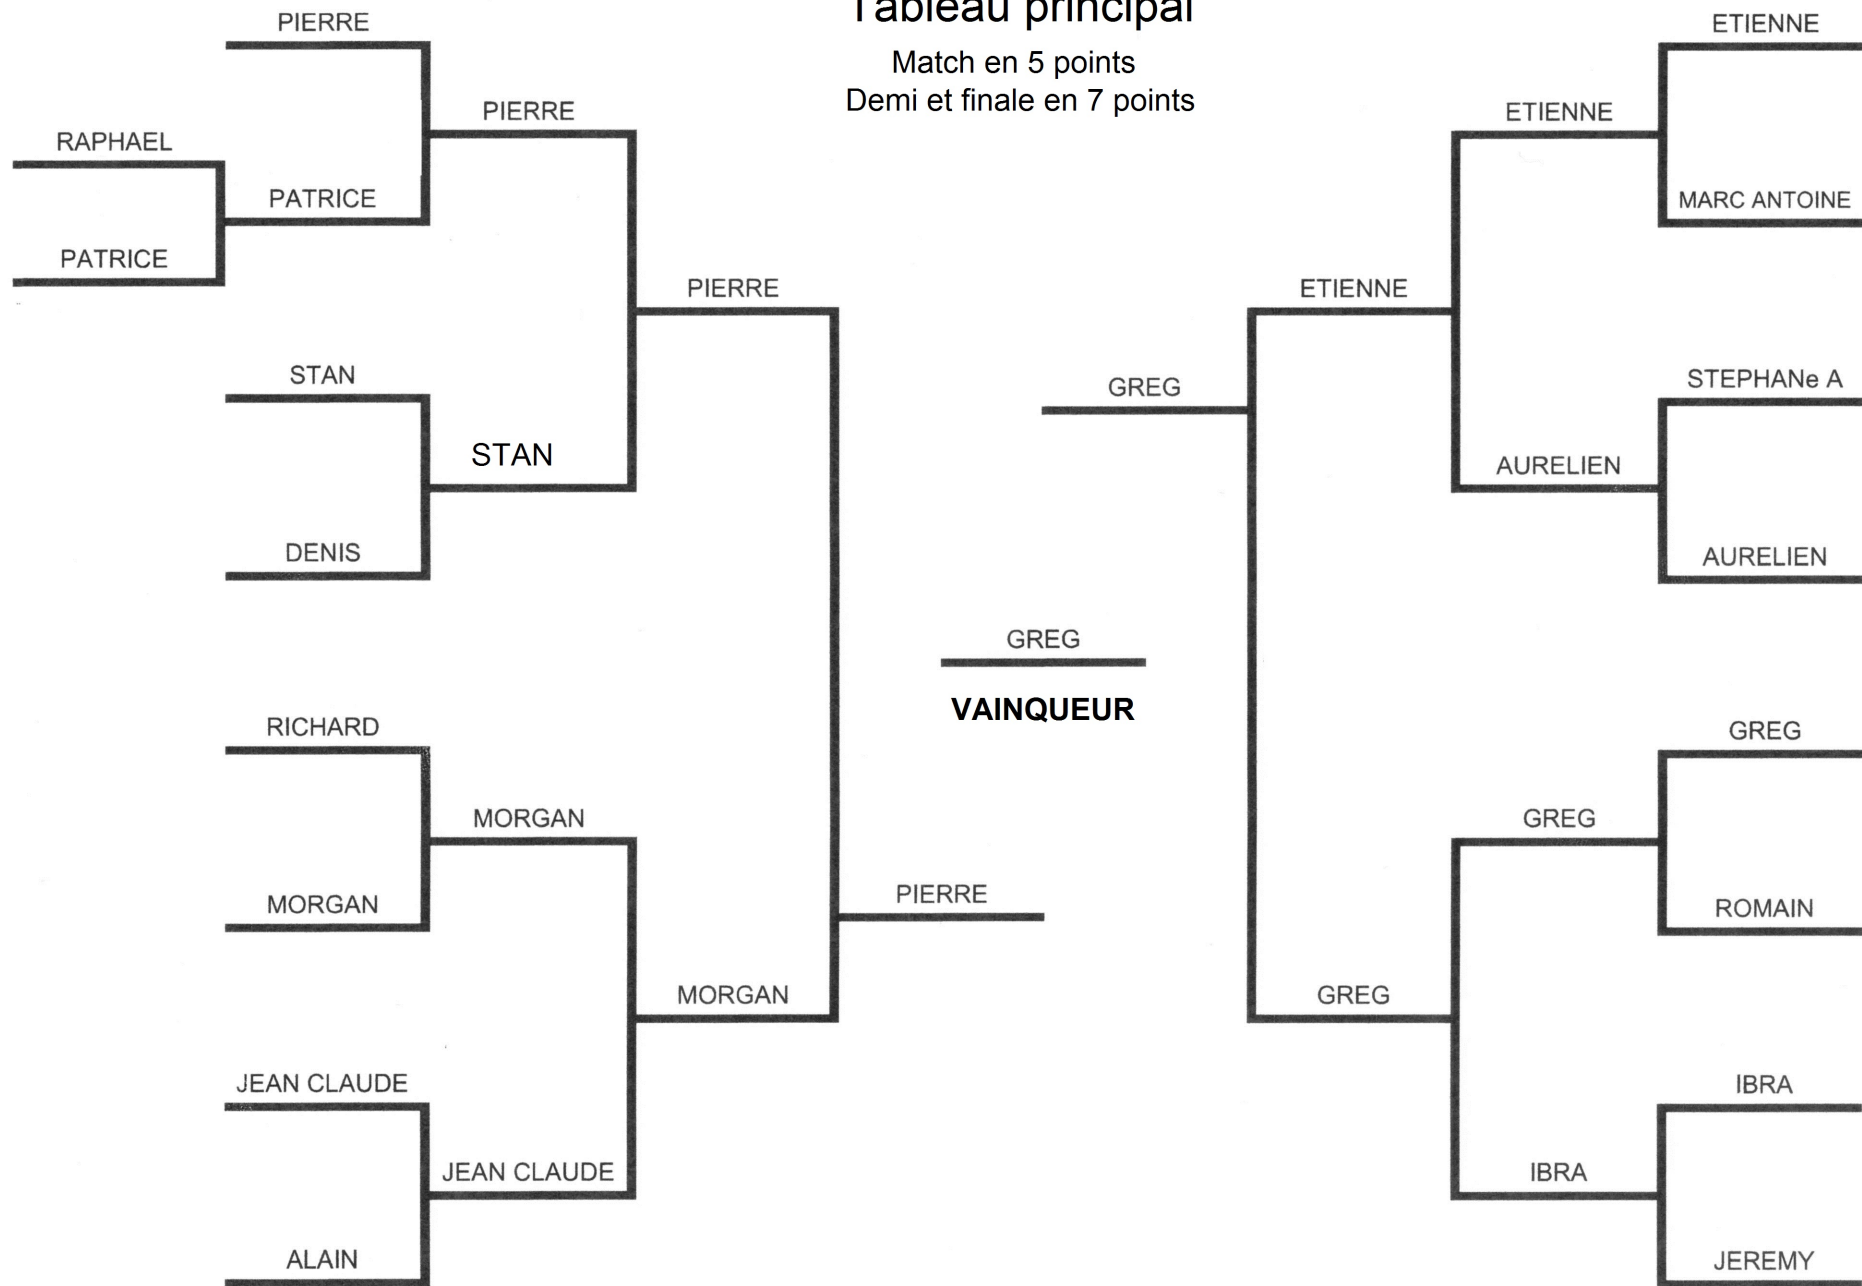 Tableau principal
Match en 5 points
Demi et finale en 7 points
PIERRE
RAPHAEL
PATRICE
PATRICE
PIERRE
STAN
DENIS
STAN
PIERRE
RICHARD
MORGAN
MORGAN
JEAN CLAUDE
ALAIN
JEAN CLAUDE
MORGAN
PIERRE
GREG
VAINQUEUR
GREG
ETIENNE
ETIENNE
ETIENNE
MARC ANTOINE
STEPHANe A
AURELIEN
AURELIEN
GREG
GREG
GREG
ROMAIN
IBRA
IBRA
JEREMY